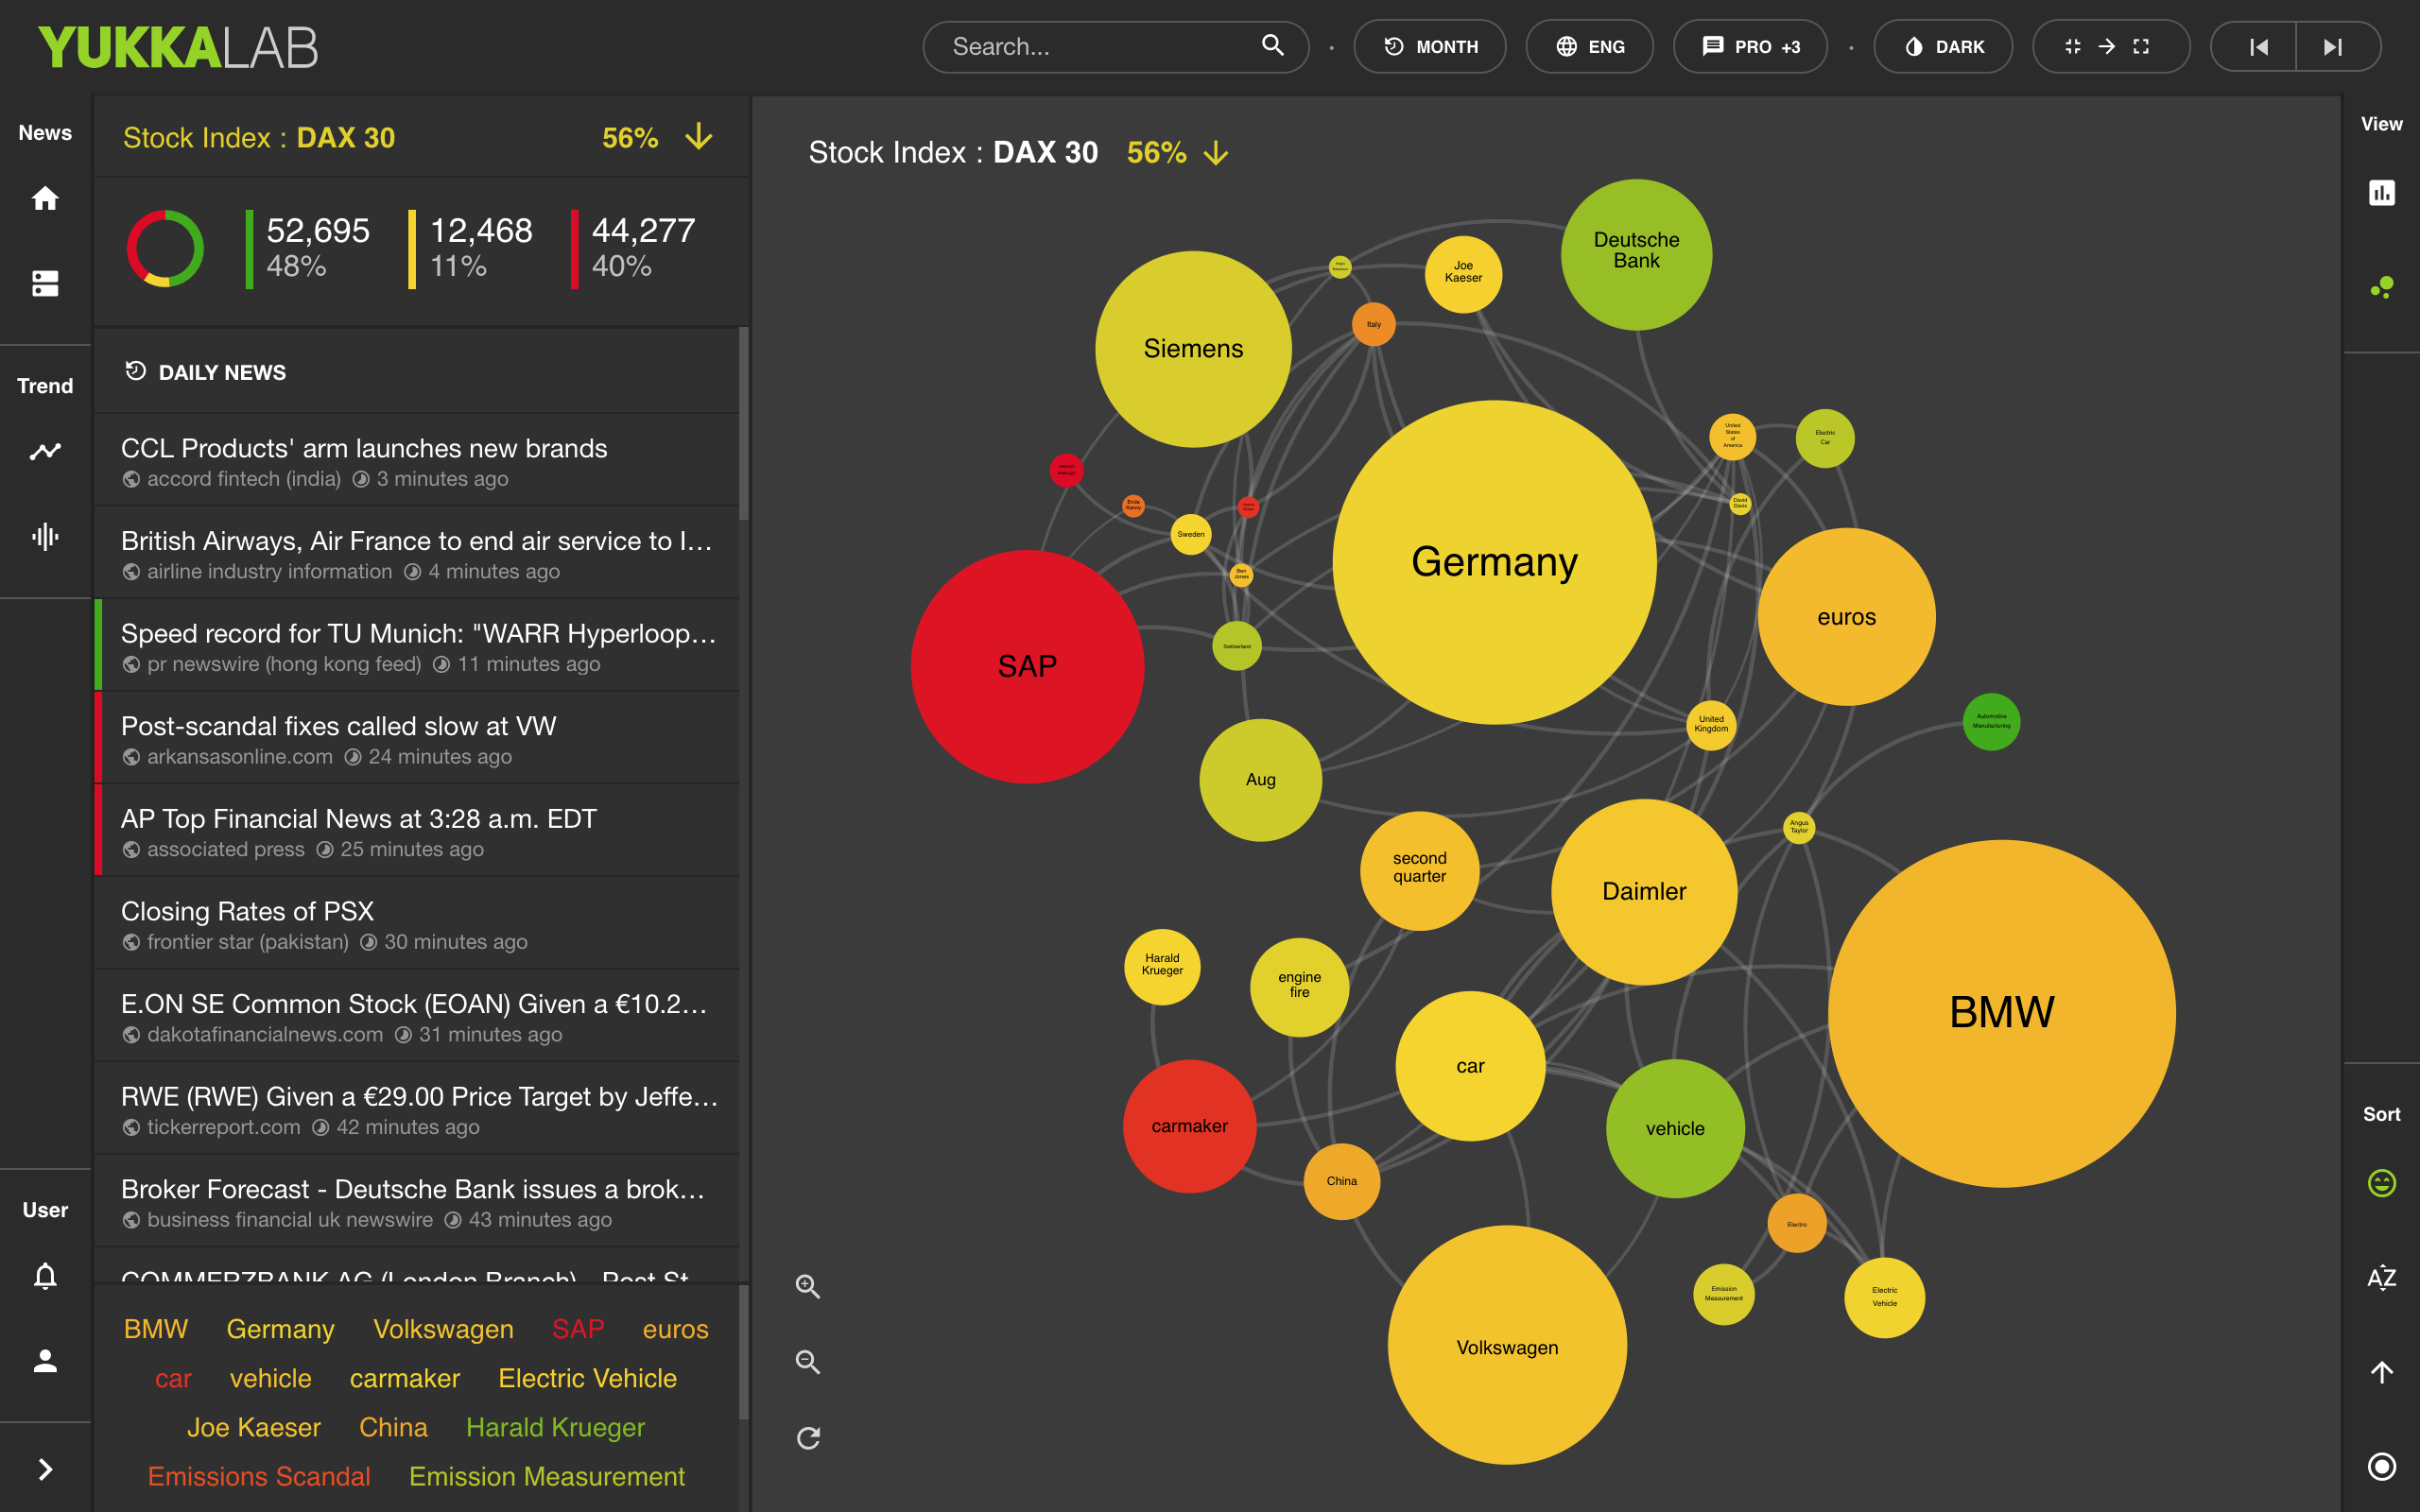 YUKKALAB
Search...
MONTH
ENG
PRO +3
DARK
News
Trend
User
Stock Index : DAX 30 56%
52,695
48%
12,468
11%
44,277
40%
DAILY NEWS
CCL Products' arm launches new brands
accord fintech (india) 3 minutes ago
British Airways, Air France to end air service to I...
airline industry information 4 minutes ago
Speed record for TU Munich: "WARR Hyperloop...
pr newswire (hong kong feed) 11 minutes ago
Post-scandal fixes called slow at VW
arkansasonline.com 24 minutes ago
AP Top Financial News at 3:28 a.m. EDT
associated press 25 minutes ago
Closing Rates of PSX
frontier star (pakistan) 30 minutes ago
E.ON SE Common Stock (EOAN) Given a €10.2...
dakotafinancialnews.com 31 minutes ago
RWE (RWE) Given a €29.00 Price Target by Jeffe...
tickerreport.com 42 minutes ago
Broker Forecast - Deutsche Bank issues a brok...
business financial uk newswire 43 minutes ago
COMMERZBANK AG (London Branch) - Post St...
BMW Germany Volkswagen SAP euros
car vehicle carmaker Electric Vehicle
Joe Kaeser China Harald Krueger
Emissions Scandal Emission Measurement
Stock Index : DAX 30 56%
Deutsche
Bank
Joe
Kaeser
Italy
Siemens
United
States
of
America
Electric
Car
David
Davis
Enda
Kenny
Sweden
Ben
Jones
Germany
euros
Switzerland
SAP
United
Kingdom
Automotive
Manufacturing
Aug
Angus
Taylor
second
quarter
Daimler
Harald
Krueger
engine
fire
BMW
car
carmaker
vehicle
China
Electric
Emission
Measurement
Electric
Vehicle
Volkswagen
View
Sort
AZ